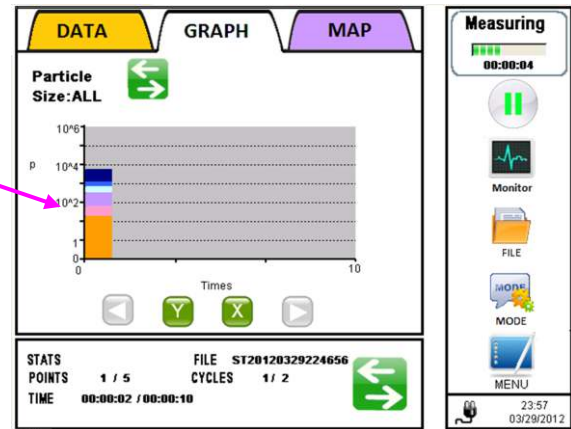 DATA
GRAPH
MAP
Particle
Size:ALL
10^6
p
10^4
10^2
1
0
0
10
Times
Y
X
STATS
FILE ST20120329224656
POINTS 1 / 5
CYCLES 1/ 2
TIME 00:00:02 / 00:00:10
Measuring
00:00:04
Monitor
FILE
MODE
MODE
MENU
23:57
03/29/2012